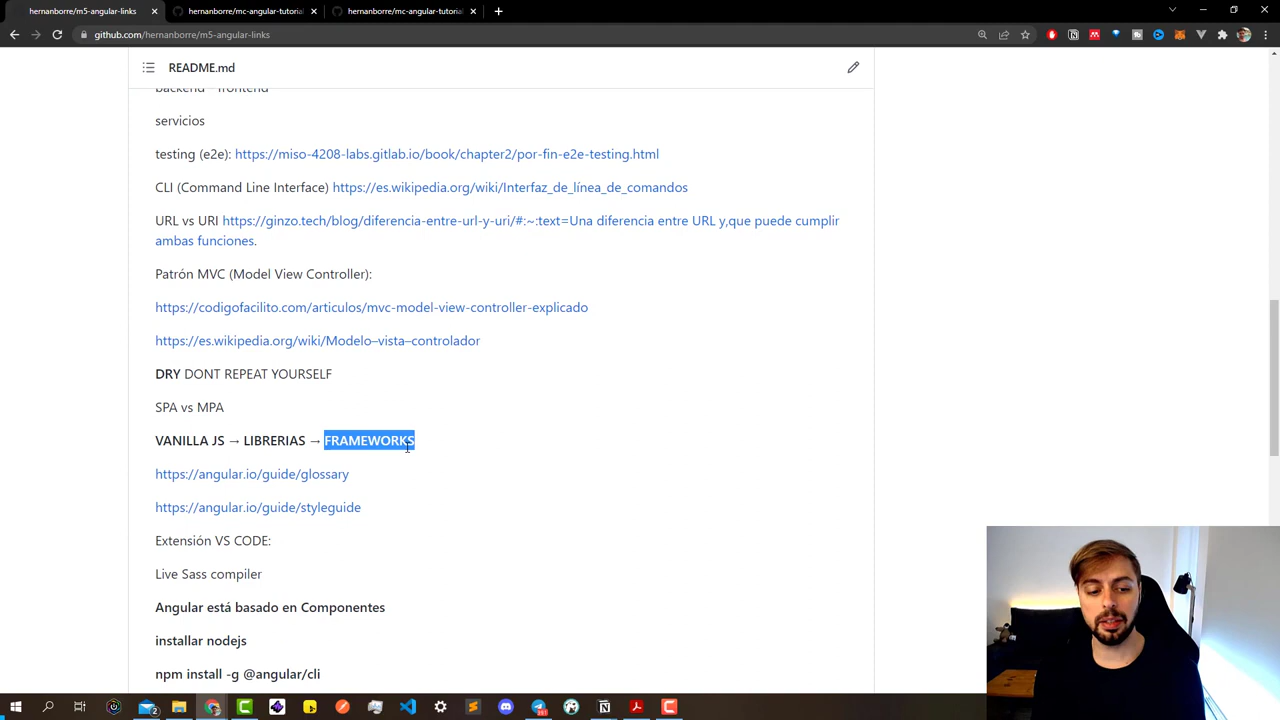 hernanborre/m5-angular-links
hernanborre/mc-angular-tutorial
hernanborre/mc-angular-tutorial
github.com/hernanborre/m5-angular-links
README.md
servicios
testing (e2e): https://miso-4208-labs.gitlab.io/book/chapter2/por-fin-e2e-testing.html
CLI (Command Line Interface) https://es.wikipedia.org/wiki/Interfaz_de_línea_de_comandos
URL vs URI https://ginzo.tech/blog/diferencia-entre-url-y-uri/#:~:text=Una diferencia entre URL y,que puede cumplir
ambas funciones.
Patrón MVC (Model View Controller):
https://codigofacilito.com/articulos/mvc-model-view-controller-explicado
https://es.wikipedia.org/wiki/Modelo–vista–controlador
DRY DONT REPEAT YOURSELF
SPA vs MPA
VANILLA JS → LIBRERIAS → FRAMEWORKS
https://angular.io/guide/glossary
https://angular.io/guide/styleguide
Extensión VS CODE:
Live Sass compiler
Angular está basado en Componentes
installar nodejs
npm install -g @angular/cli